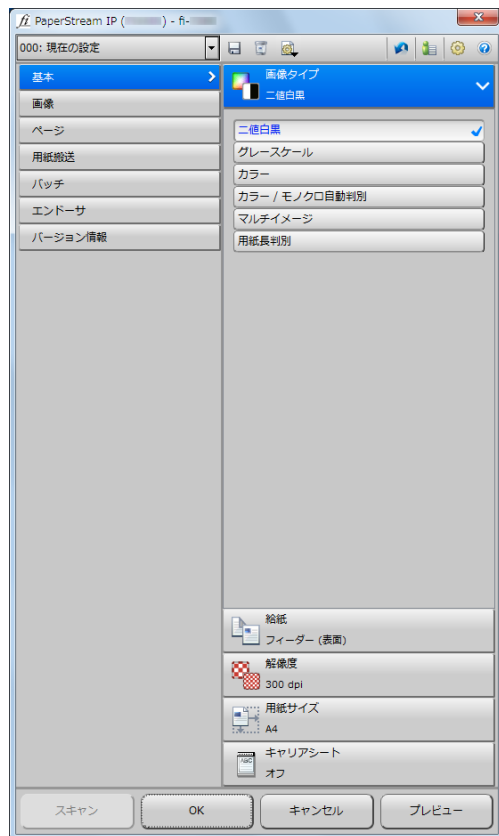 fi PaperStream IP ( ) - fi-
000: 現在の設定
基本
画像
ページ
用紙搬送
バッチ
エンドーサ
バージョン情報
画像タイプ
二値白黒
二値白黒
グレースケール
カラー
カラー / モノクロ自動判別
マルチイメージ
用紙長判別
給紙
フィーダー (表面)
解像度
300 dpi
用紙サイズ
A4
ABC
キャリアシート
オフ
スキャン
OK
キャンセル
プレビュー